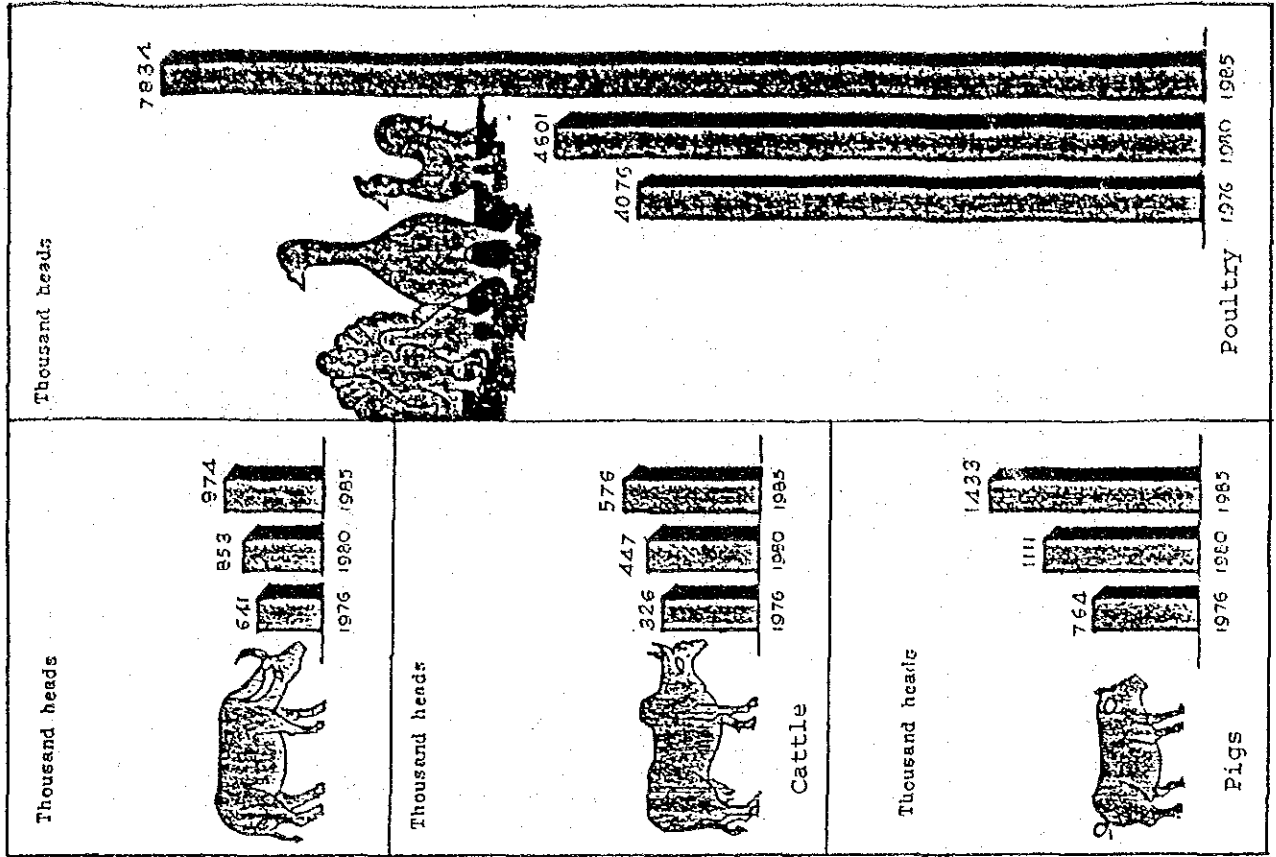 Thousand heads
641 853
1976 1980 1985
Thousand heads
326 447 576
1976 1980 1985
Cattle
Thousand heads
764 1111 1433
1976 1980 1985
Pigs
Thousand heads
4076 4601 7834
1976 1980 1985
Poultry